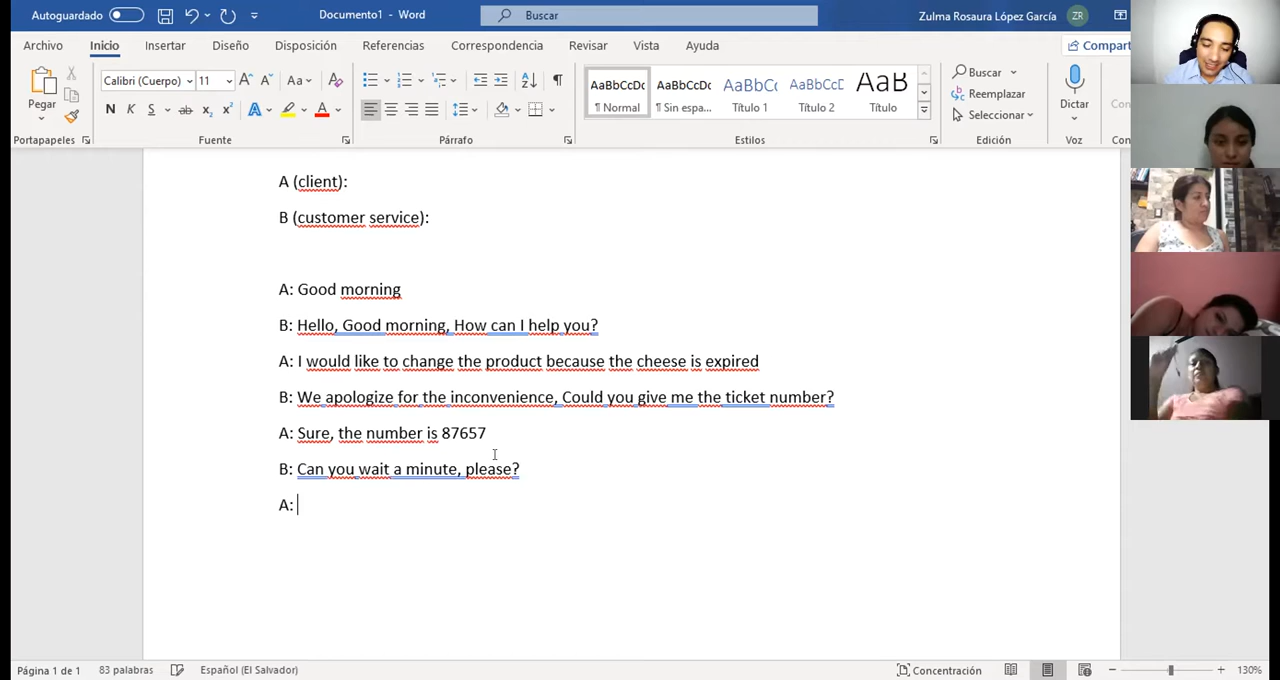 Autoguardado
Documento1 - Word
Buscar
Zulma Rosaura López García
ZR
Archivo Inicio Insertar Diseño Disposición Referencias Correspondencia Revisar Vista Ayuda
Compart
Pegar
Calibri (Cuerpo) 11
Aa
N K S ab x₂ x² A A
AaBbCcDc AaBbCcDc AaBbCc AaBbCcD AaB
¶ Normal ¶ Sin espa... Título 1 Título 2 Título
Buscar
Reemplazar
Seleccionar
Dictar
Portapapeles Fuente Párrafo Estilos Edición Voz
A (client):
B (customer service):
A: Good morning
B: Hello, Good morning, How can I help you?
A: I would like to change the product because the cheese is expired
B: We apologize for the inconvenience, Could you give me the ticket number?
A: Sure, the number is 87657
B: Can you wait a minute, please?
A:
Página 1 de 1 83 palabras Español (El Salvador) Concentración 130%